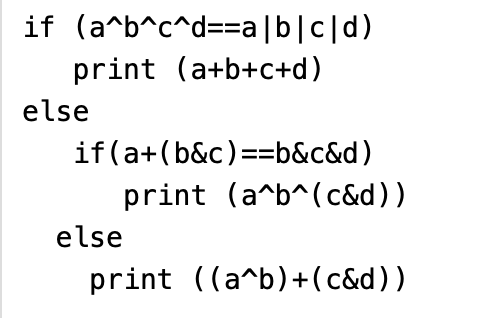 if (a^b^c^d==a|b|c|d)
print (a+b+c+d)
else
if(a+(b&c)==b&c&d)
print (a^b^(c&d))
else
print ((a^b)+(c&d))